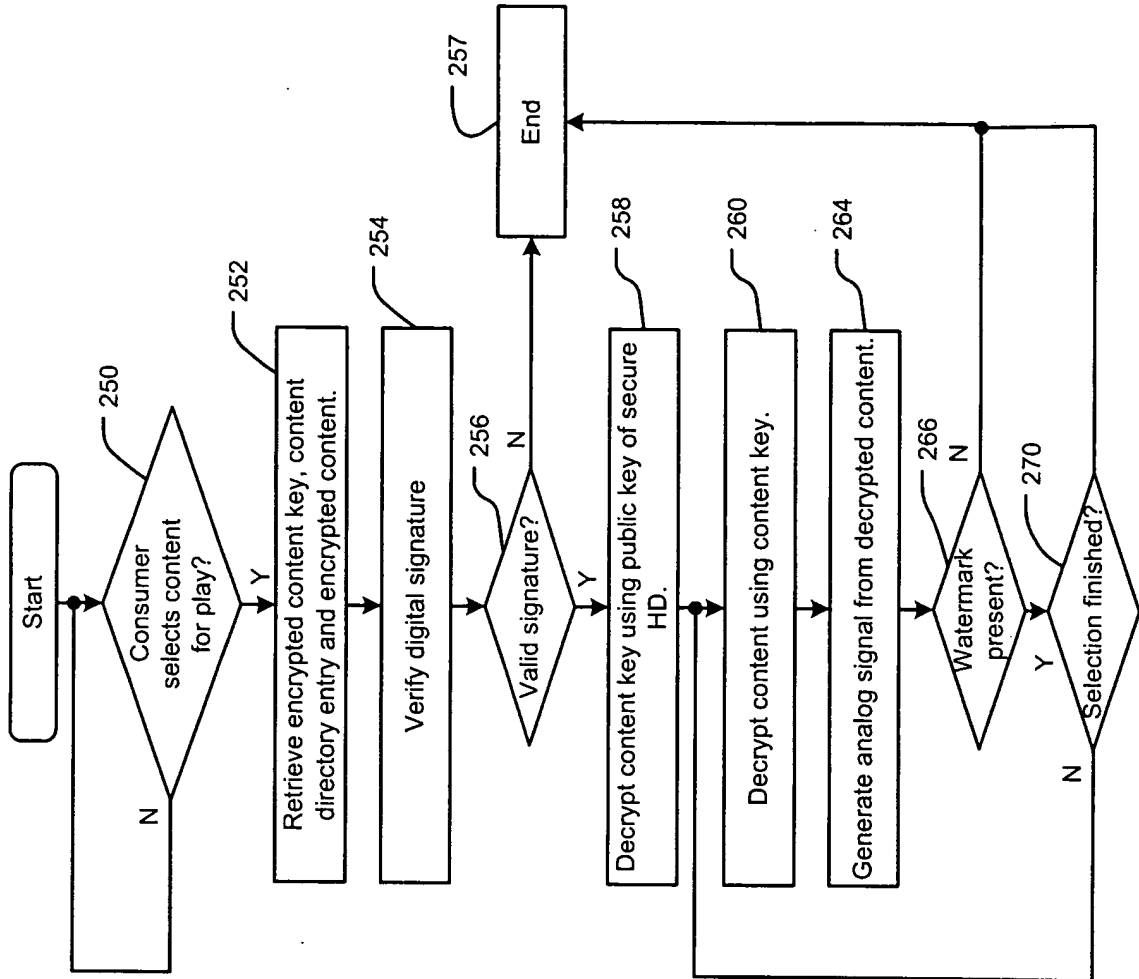 Start
250
Consumer
selects content
for play?
N
Y
252
Retrieve encrypted content key, content
directory entry and encrypted content.
254
Verify digital signature
256
Valid signature?
N
257
End
Y
258
Decrypt content key using public key of secure
HD.
260
Decrypt content using content key.
264
Generate analog signal from decrypted content.
266
Watermark
present?
N
Y
270
Selection finished?
N